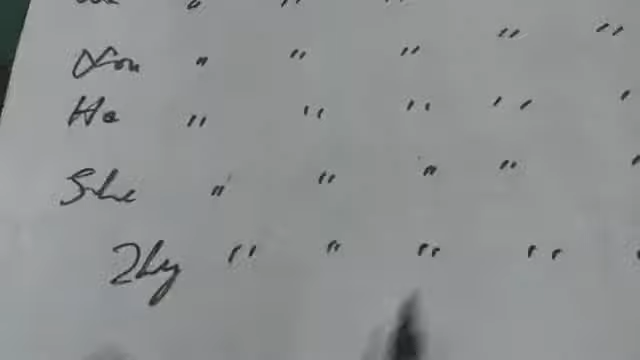 You " " " " "
He " " " " "
She " " " " "
They " " " " "